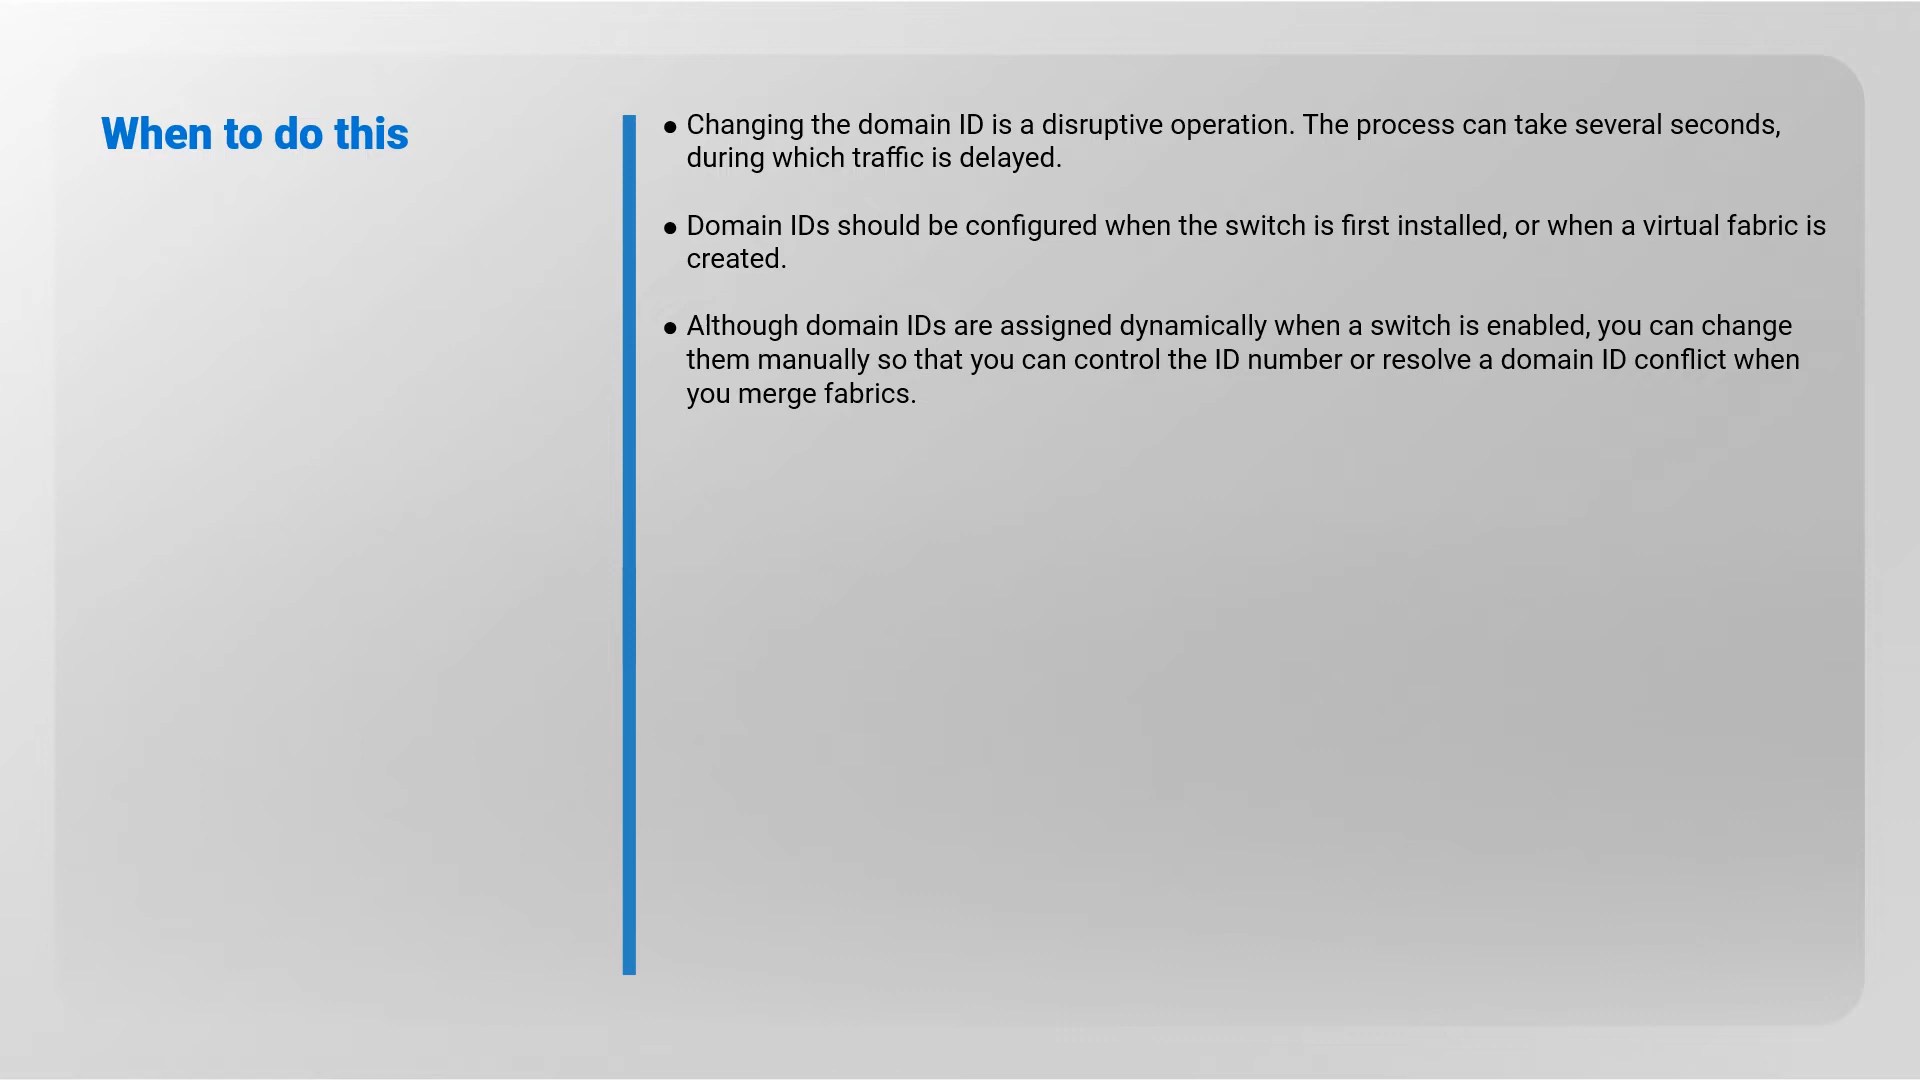 When to do this
● Changing the domain ID is a disruptive operation. The process can take several seconds,
during which traffic is delayed.
● Domain IDs should be configured when the switch is first installed, or when a virtual fabric is
created.
● Although domain IDs are assigned dynamically when a switch is enabled, you can change
them manually so that you can control the ID number or resolve a domain ID conflict when
you merge fabrics.